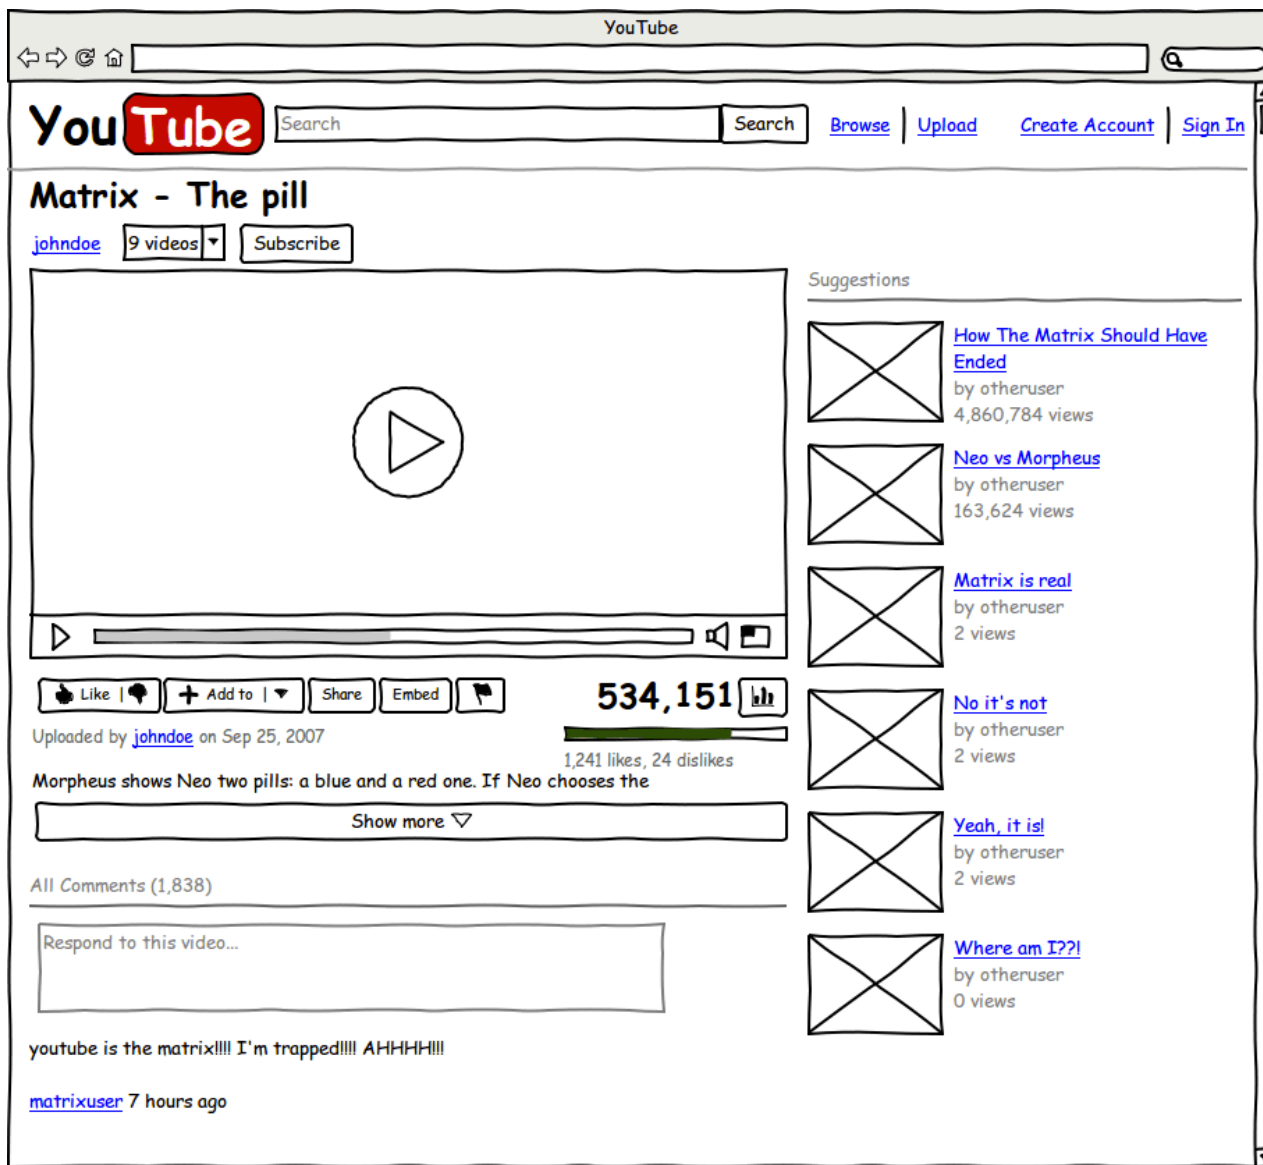 YouTube
YouTube
Search
Search
Browse
Upload
Create Account
Sign In
Matrix - The pill
johndoe
9 videos
Subscribe
Suggestions
How The Matrix Should Have
Ended
by otheruser
4,860,784 views
Neo vs Morpheus
by otheruser
163,624 views
Matrix is real
by otheruser
2 views
No it's not
by otheruser
2 views
Yeah, it is!
by otheruser
2 views
Where am I??!
by otheruser
0 views
Like |
Add to |
Share
Embed
534,151
Uploaded by johndoe on Sep 25, 2007
1,241 likes, 24 dislikes
Morpheus shows Neo two pills: a blue and a red one. If Neo chooses the
Show more
All Comments (1,838)
Respond to this video...
youtube is the matrix!!!! I'm trapped!!!! AHHHH!!!
matrixuser 7 hours ago